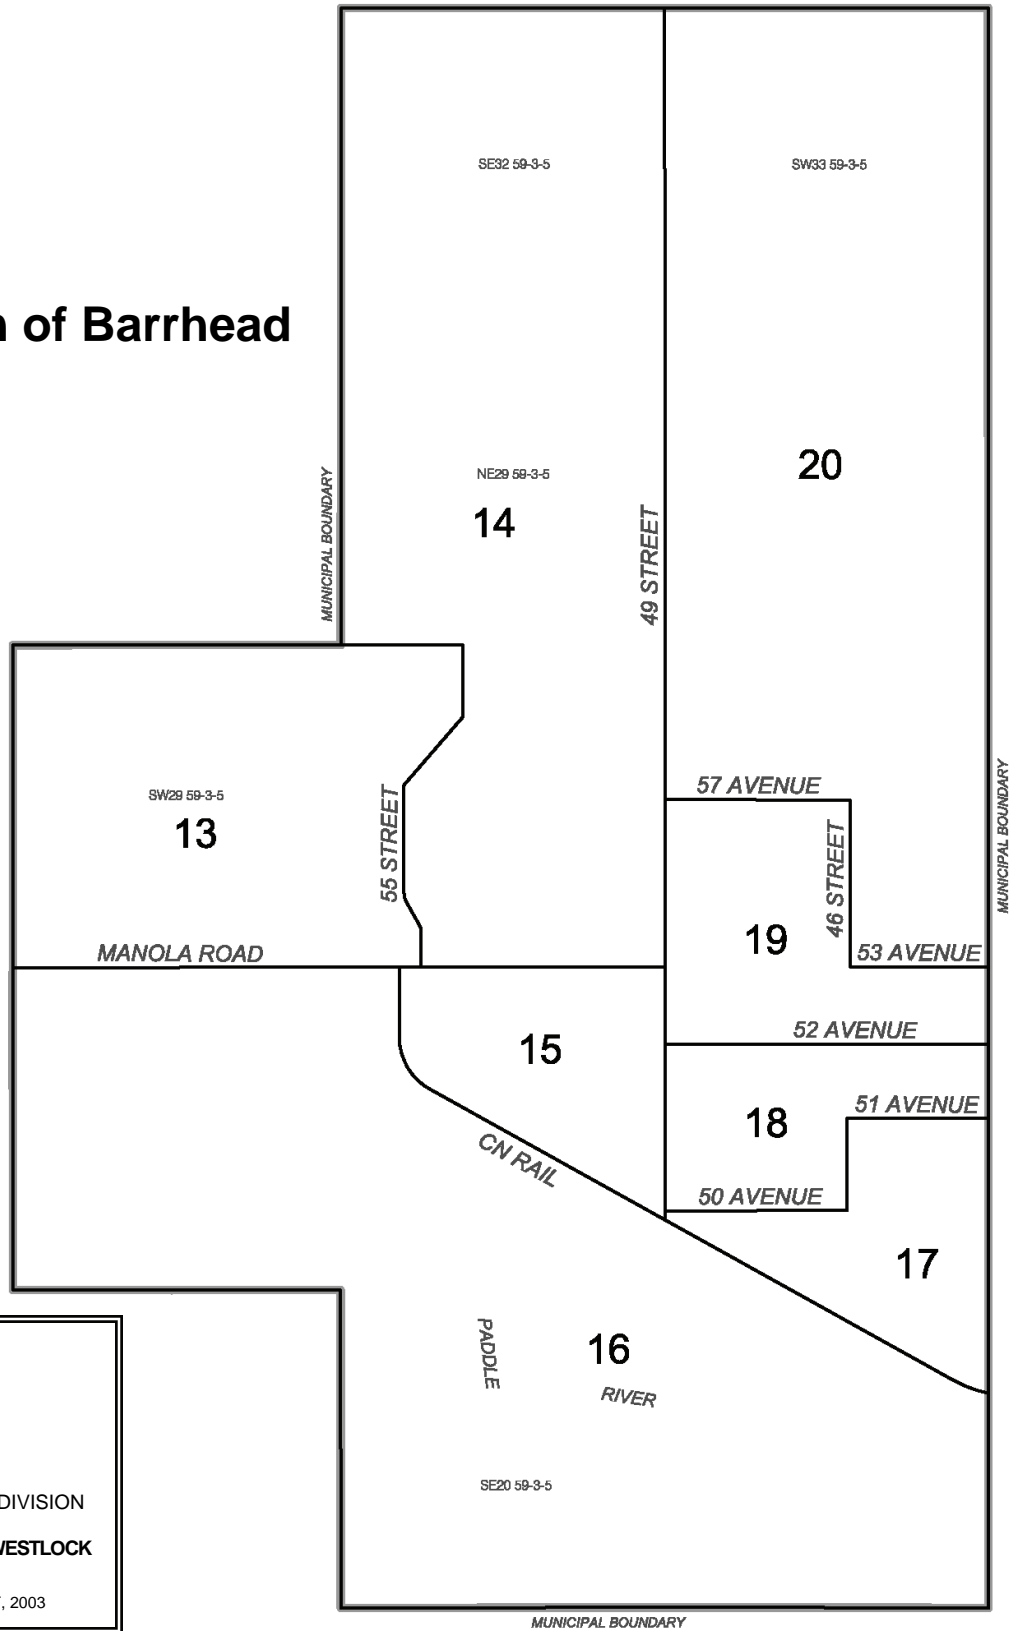 SE32 59-3-5
SW33 59-3-5
of Barrhead
MUNICIPAL BOUNDARY
NE29 59-3-5
14
49 STREET
20
SW29 59-3-5
13
55 STREET
57 AVENUE
46 STREET
MUNICIPAL BOUNDARY
MANOLA ROAD
19
53 AVENUE
15
52 AVENUE
18
51 AVENUE
CN RAIL
50 AVENUE
17
PADDLE
16
RIVER
SE20 59-3-5
DIVISION
WESTLOCK
, 2003
MUNICIPAL BOUNDARY